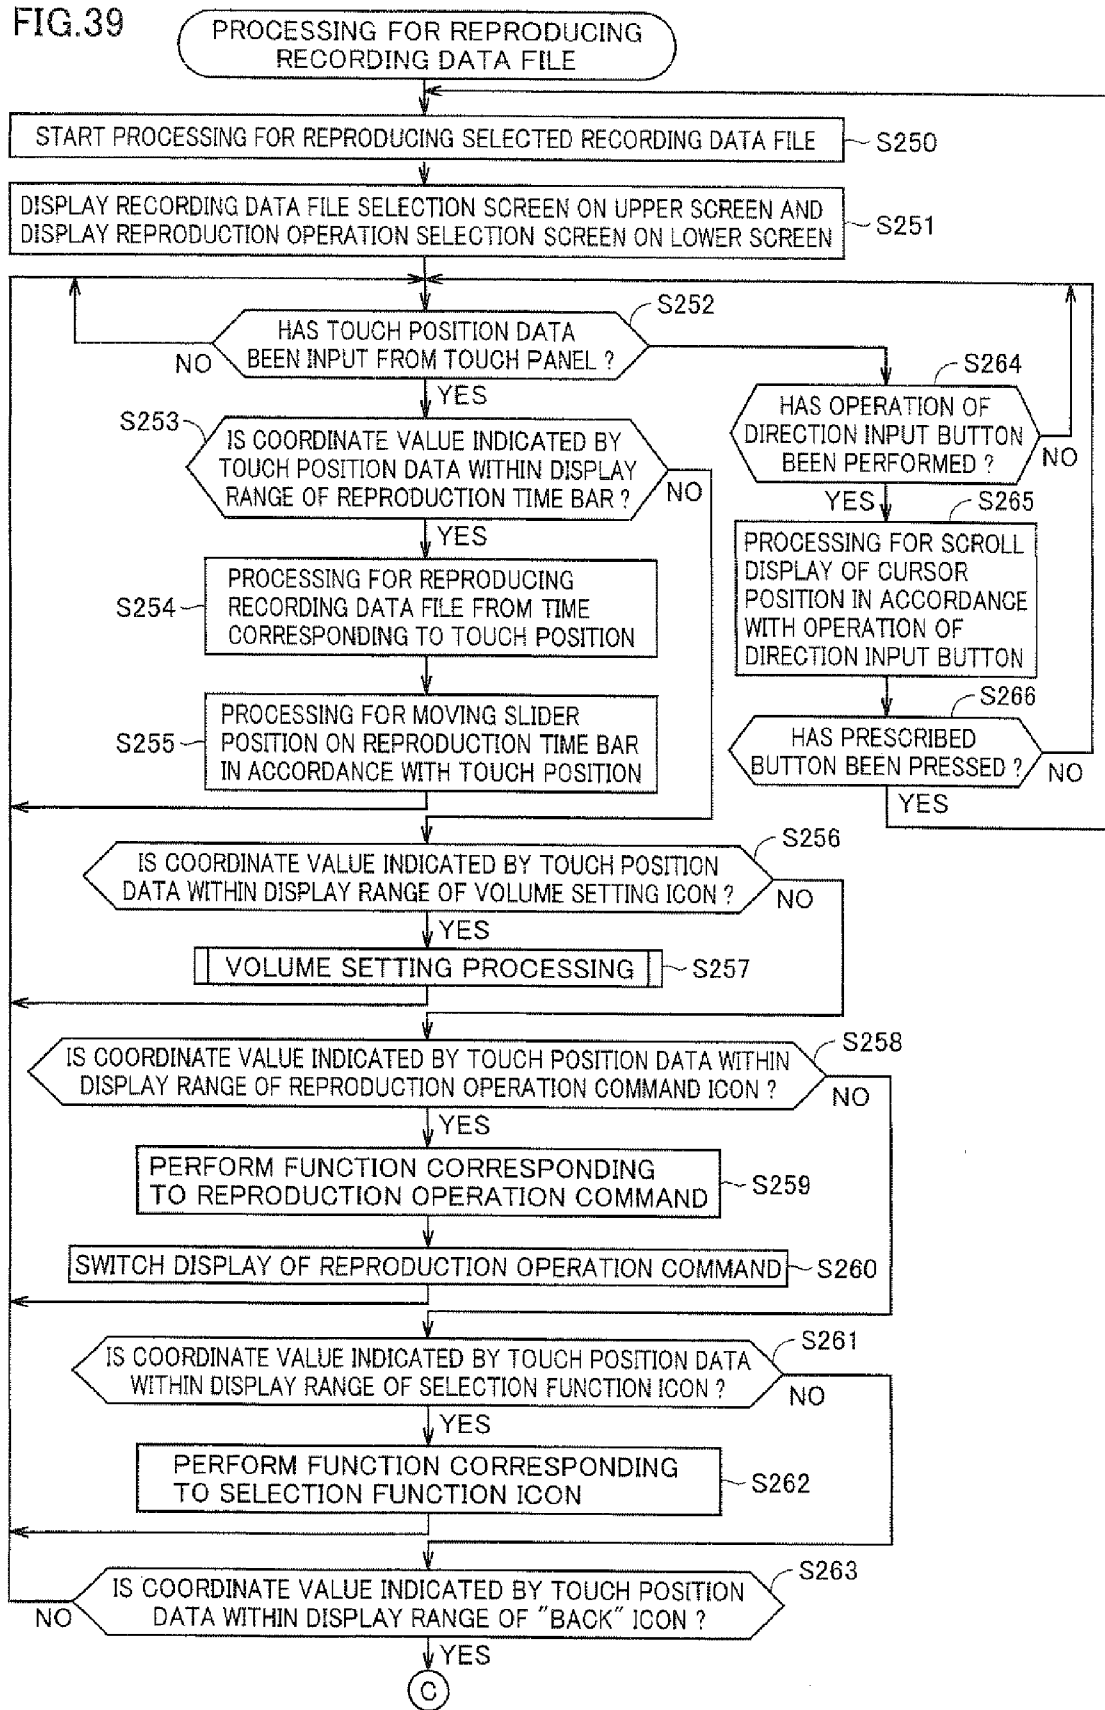 FIG.39
PROCESSING FOR REPRODUCING
RECORDING DATA FILE
START PROCESSING FOR REPRODUCING SELECTED RECORDING DATA FILE
S250
DISPLAY RECORDING DATA FILE SELECTION SCREEN ON UPPER SCREEN AND
DISPLAY REPRODUCTION OPERATION SELECTION SCREEN ON LOWER SCREEN
S251
S252
HAS TOUCH POSITION DATA
BEEN INPUT FROM TOUCH PANEL ?
NO
YES
S264
HAS OPERATION OF
DIRECTION INPUT BUTTON
BEEN PERFORMED ?
NO
YES
S253
IS COORDINATE VALUE INDICATED BY
TOUCH POSITION DATA WITHIN DISPLAY
RANGE OF REPRODUCTION TIME BAR ?
NO
YES
S265
PROCESSING FOR SCROLL
DISPLAY OF CURSOR
POSITION IN ACCORDANCE
WITH OPERATION OF
DIRECTION INPUT BUTTON
S254
PROCESSING FOR REPRODUCING
RECORDING DATA FILE FROM TIME
CORRESPONDING TO TOUCH POSITION
S266
HAS PRESCRIBED
BUTTON BEEN PRESSED ?
NO
YES
S255
PROCESSING FOR MOVING SLIDER
POSITION ON REPRODUCTION TIME BAR
IN ACCORDANCE WITH TOUCH POSITION
S256
IS COORDINATE VALUE INDICATED BY TOUCH POSITION
DATA WITHIN DISPLAY RANGE OF VOLUME SETTING ICON ?
NO
YES
VOLUME SETTING PROCESSING
S257
S258
IS COORDINATE VALUE INDICATED BY TOUCH POSITION DATA WITHIN
DISPLAY RANGE OF REPRODUCTION OPERATION COMMAND ICON ?
NO
YES
PERFORM FUNCTION CORRESPONDING
TO REPRODUCTION OPERATION COMMAND
S259
SWITCH DISPLAY OF REPRODUCTION OPERATION COMMAND
S260
S261
IS COORDINATE VALUE INDICATED BY TOUCH POSITION DATA
WITHIN DISPLAY RANGE OF SELECTION FUNCTION ICON ?
NO
YES
PERFORM FUNCTION CORRESPONDING
TO SELECTION FUNCTION ICON
S262
S263
IS COORDINATE VALUE INDICATED BY TOUCH POSITION
DATA WITHIN DISPLAY RANGE OF "BACK" ICON ?
NO
YES
C